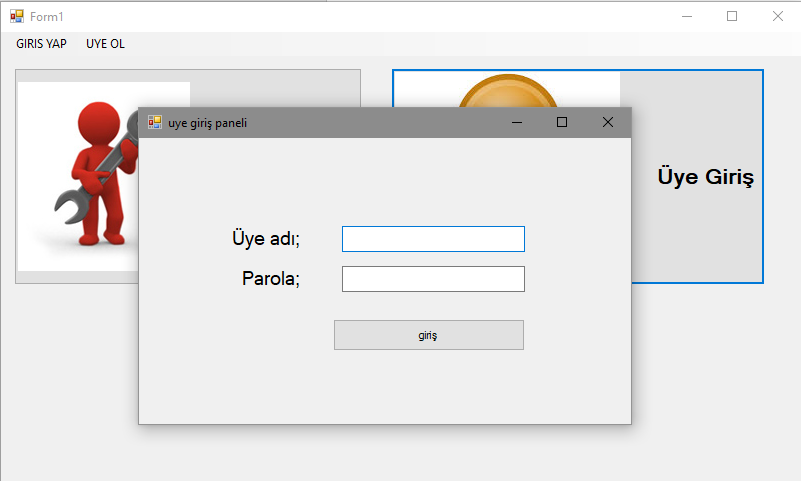 Form1
GIRIS YAP UYE OL
uye giriş paneli
Üye Giriş
Üye adı;
Parola;
giriş